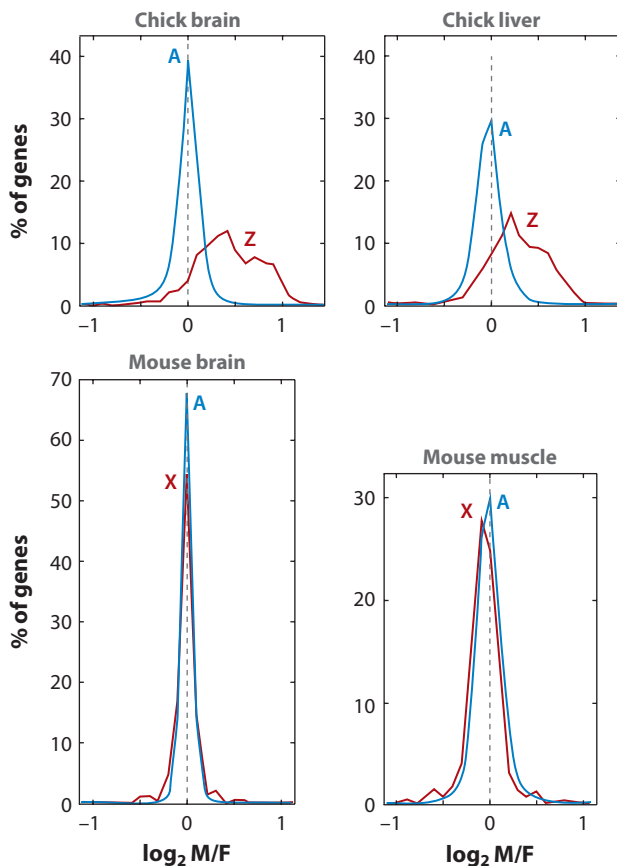 Chick brain
Chick liver
% of genes
40
30
20
10
0
A
Z
−1
0
1
40
30
20
10
0
A
Z
−1
0
1
Mouse brain
Mouse muscle
% of genes
70
60
50
40
30
20
10
0
A
X
−1
0
1
log₂ M/F
30
20
10
0
X
A
−1
0
1
log₂ M/F